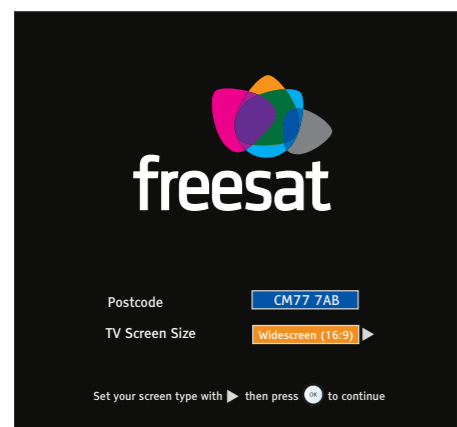 freesat
Postcode CM77 7AB
TV Screen Size Widescreen (16:9)
Set your screen type with ▶ then press OK to continue